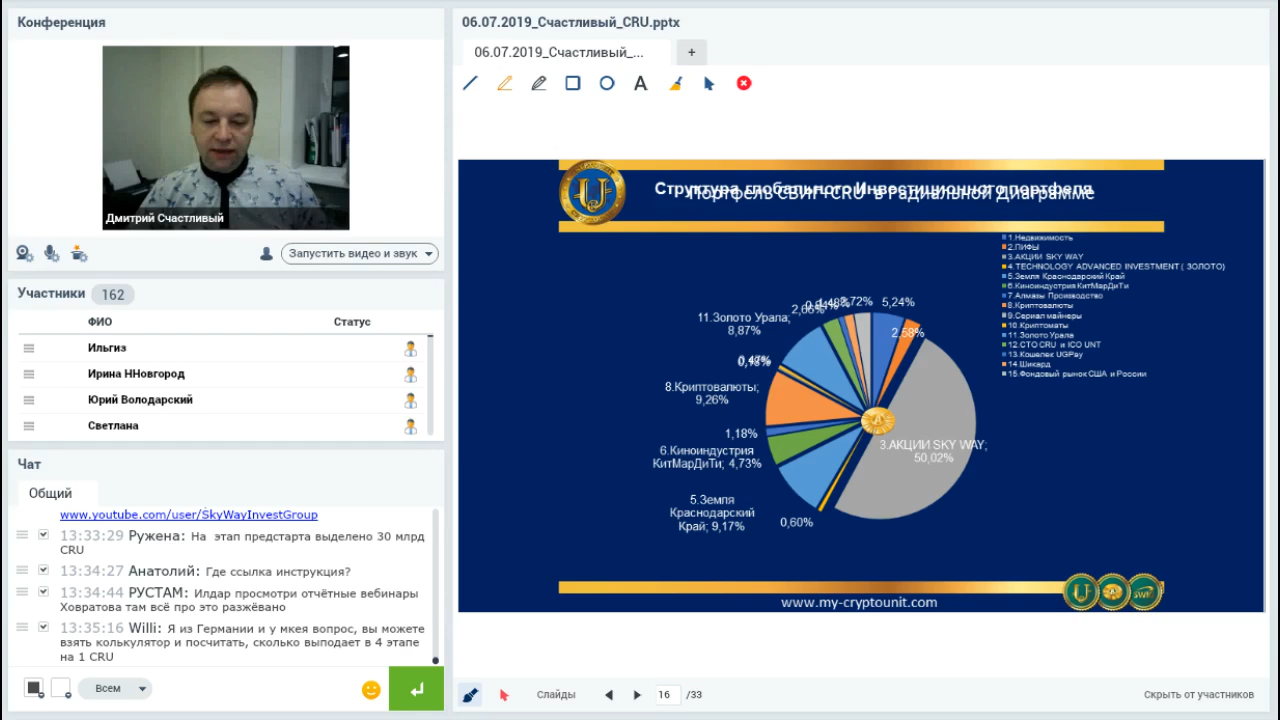 Конференция
Дмитрий Счастливый
Запустить видео и звук
Участники 162
ФИО Статус
Ильгиз
Ирина ННовгород
Юрий Володарский
Светлана
Чат
Общий
www.youtube.com/user/SkyWayInvestGroup
13:33:29 Ружена: На этап предстарта выделено 30 млрд
CRU
13:34:27 Анатолий: Где ссылка инструкция?
13:34:44 РУСТАМ: Илдар просмотри отчётные вебинары
Ховратова там всё про это разжёвано
13:35:16 Willi: Я из Германии и у мкея вопрос, вы можете
взять колькулятор и посчитать, сколько выподает в 4 этапе
на 1 CRU
Всем
06.07.2019_Счастливый_CRU.pptx
06.07.2019_Счастливый_... +
A
Структура глобального Инвестиционного портфеля
Портфель СВИГ "CRU" в Радиальной Диаграмме
1.Недвижимость
2.ПИФы
3.АКЦИИ SKY WAY
4.TECHNOLOGY ADVANCED INVESTMENT ( ЗОЛОТО)
5.Земля Краснодарский Край
6.Киноиндустрия КитМарДиТи
7.Алмазы Производство
8.Криптовалюты
9.Сериал майнеры
10.Криптоматы
11.Золото Урала
12.СТО CRU и ICO UNT
13.Кошелек UGPay
14.Шикард
15.Фондовый рынок США и России
5,24%
2,58%
11.Золото Урала;
8,87%
8.Криптовалюты;
9,26%
3.АКЦИИ SKY WAY;
50,02%
1,18%
6.Киноиндустрия
КитМарДиТи; 4,73%
5.Земля
Краснодарский
Край; 9,17%
0,60%
www.my-cryptounit.com
Слайды 16 /33
Скрыть от участников